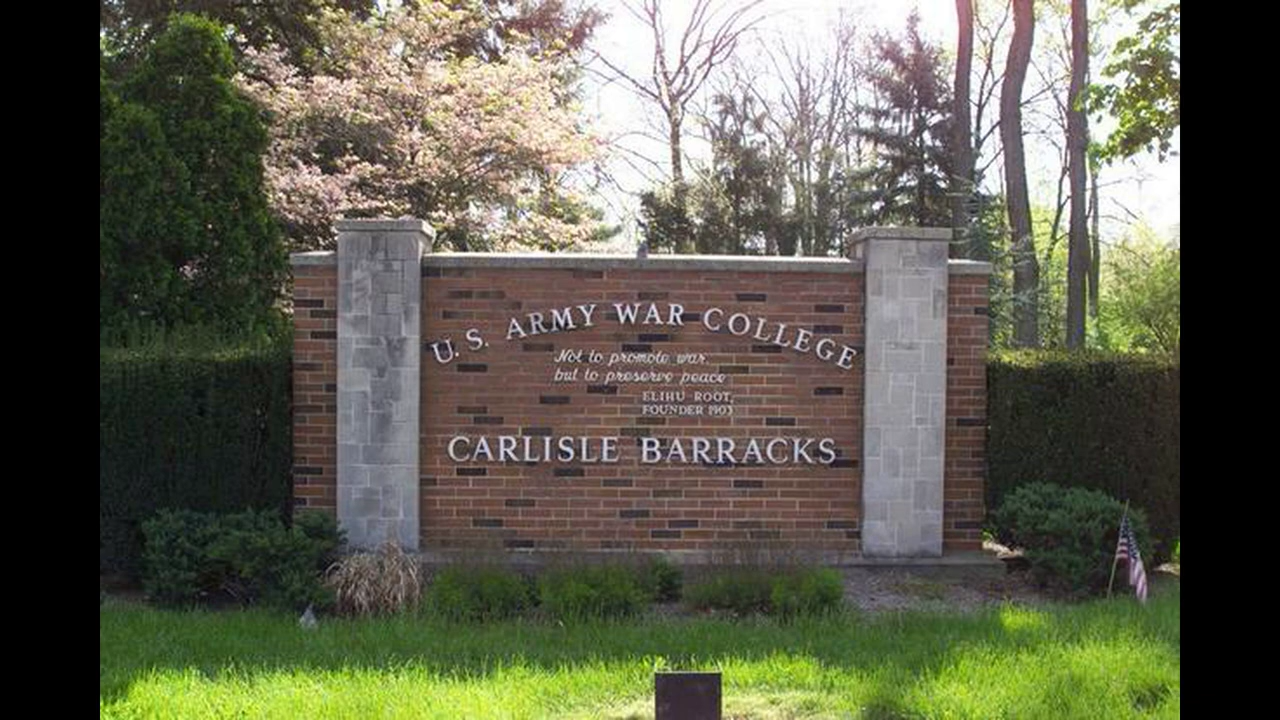 U. S. ARMY WAR COLLEGE
Not to promote war
but to preserve peace
ELIHU ROOT,
FOUNDER 1903
CARLISLE BARRACKS